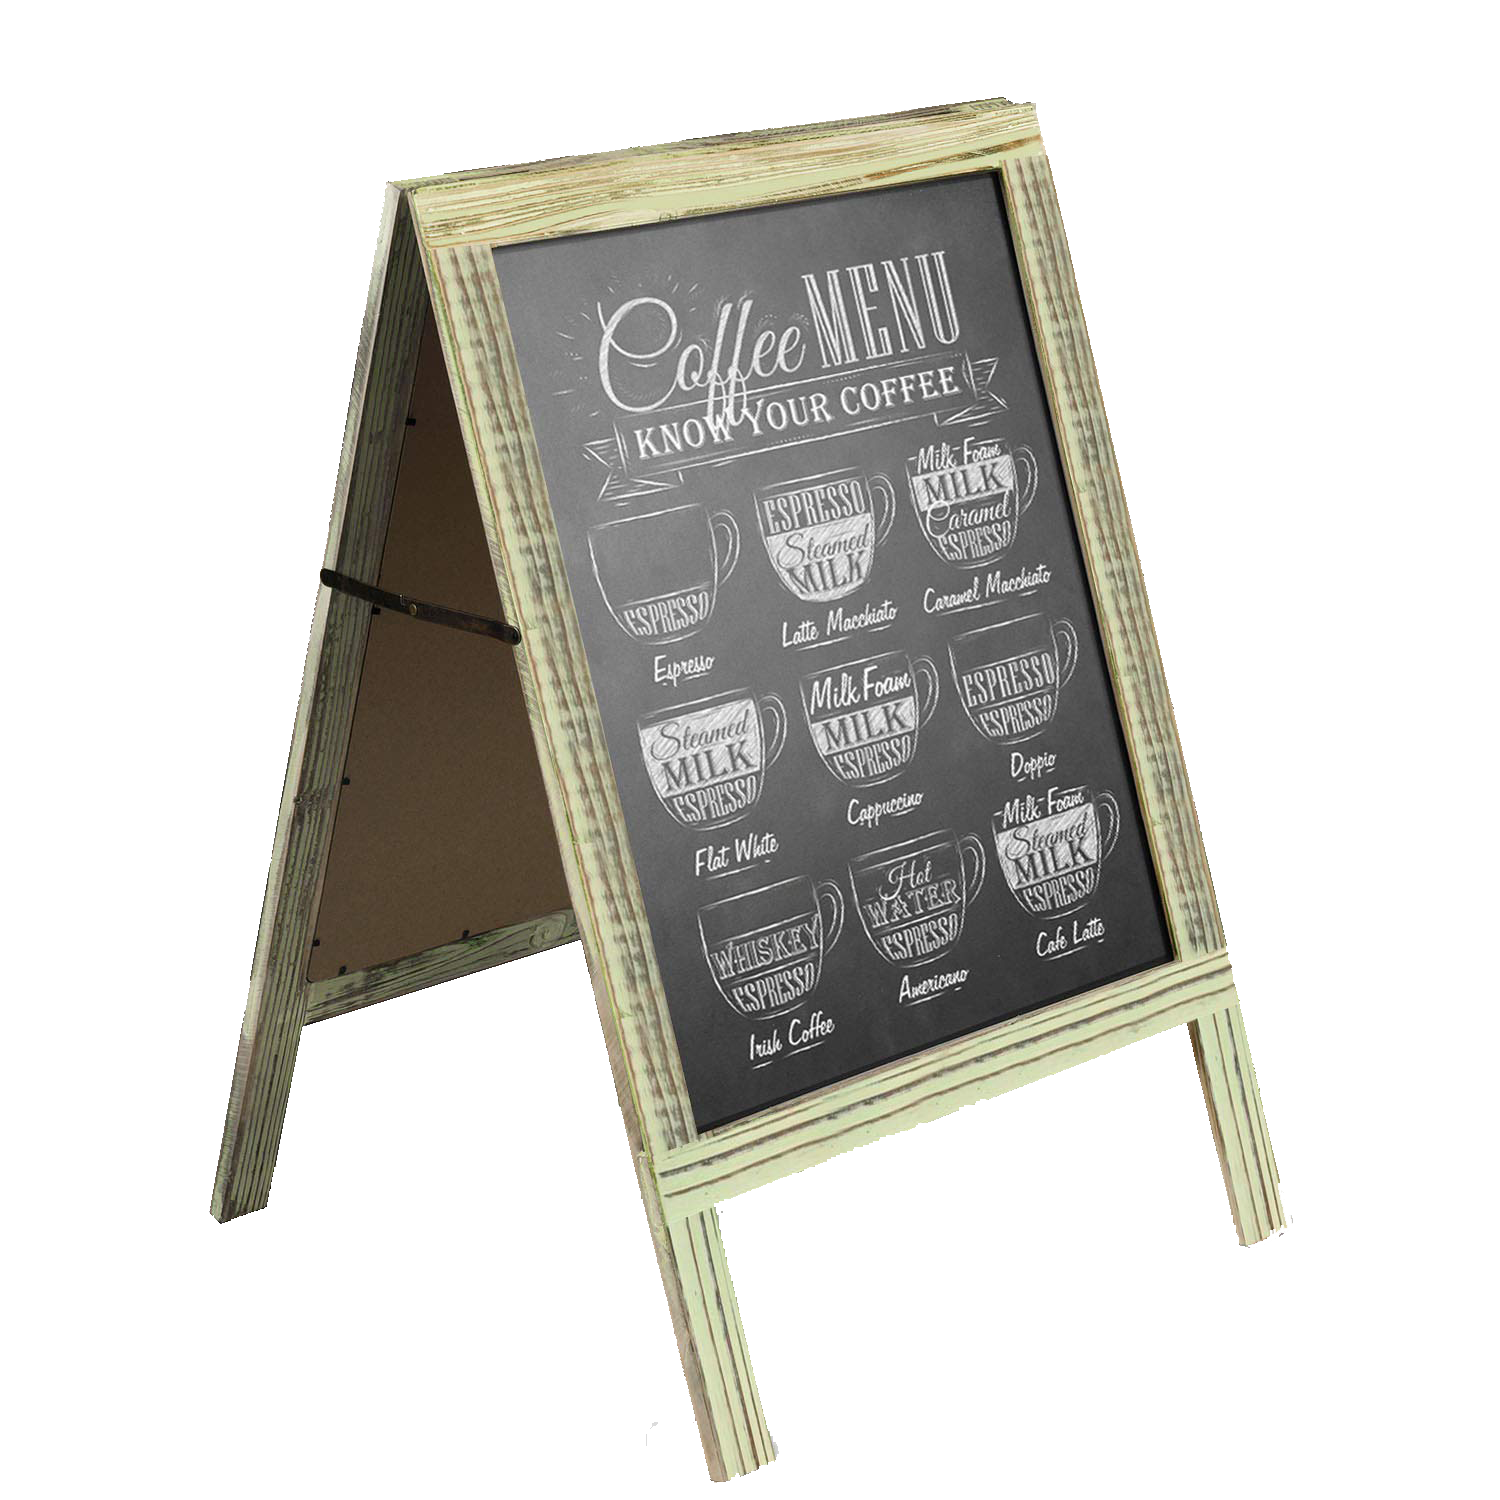 Coffee MENU
KNOW YOUR COFFEE
ESPRESSO
Espresso
ESPRESSO
Steamed
MILK
Latte Macchiato
Milk Foam
MILK
Caramel
ESPRESSO
Caramel Macchiato
Steamed
MILK
ESPRESSO
Flat White
Milk Foam
MILK
ESPRESSO
Cappuccino
ESPRESSO
ESPRESSO
Doppio
WHISKEY
ESPRESSO
Irish Coffee
Hot
WATER
ESPRESSO
Americano
Milk Foam
Steamed
MILK
ESPRESSO
Cafe Latte